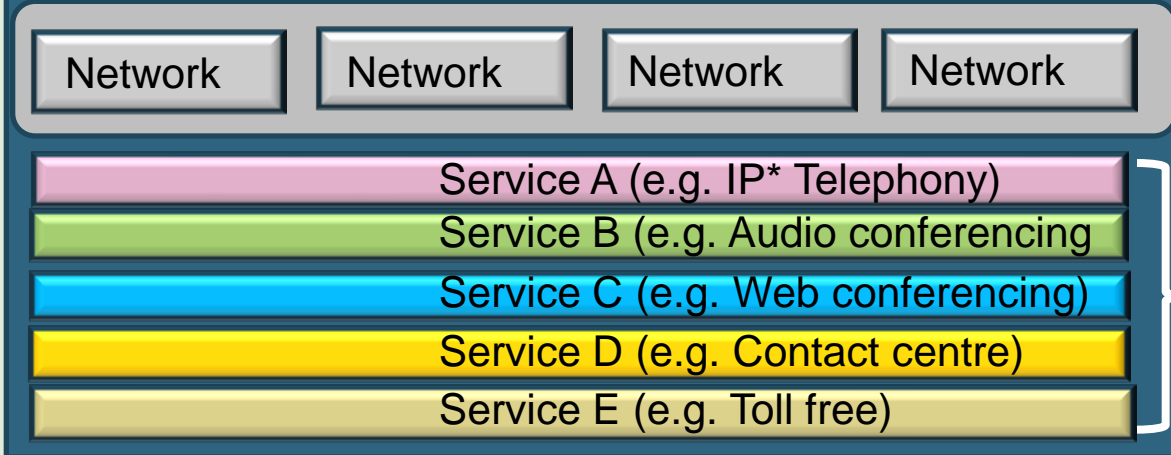 Network
Network
Network
Network
Service A (e.g. IP* Telephony)
Service B (e.g. Audio conferencing
Service C (e.g. Web conferencing)
Service D (e.g. Contact centre)
Service E (e.g. Toll free)